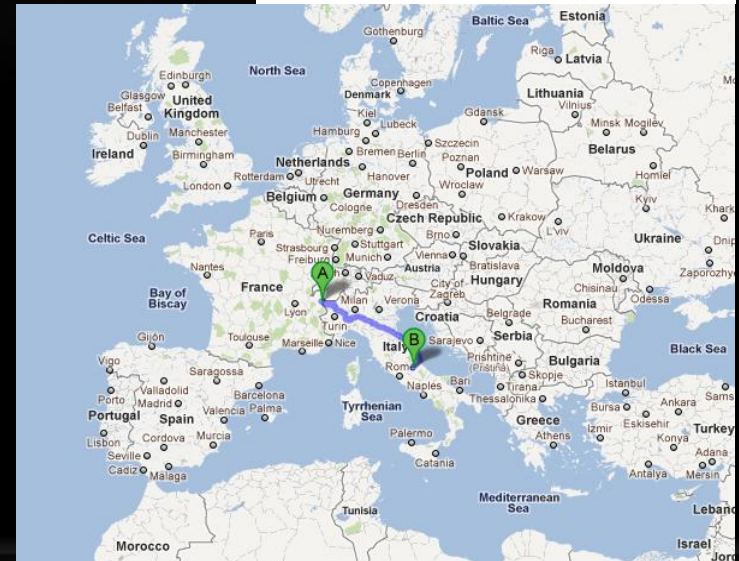 Baltic Sea
Estonia
Gothenburg
Riga
Latvia
North Sea
Edinburgh
Glasgow
United
Kingdom
Belfast
Copenhagen
Denmark
Lithuania
Vilnius
Dublin
Manchester
Ireland
Birmingham
Kiel
Lubeck
Hamburg
Gdansk
Minsk
Mogilev
Belarus
Netherlands
Bremen
Berlin
Szczecin
Poznan
Poland
Warsaw
London
Rotterdam
Utrecht
Hanover
Wroclaw
Homiel
Belgium
Germany
Cologne
Dresden
Czech Republic
Krakow
L'viv
Kyiv
Celtic Sea
Paris
Nuremberg
Strasbourg
Stuttgart
Freiburg
Munich
Brno
Slovakia
Ukraine
Vienna
Bratislava
Nantes
France
A
Vaduz
Austria
Hungary
Moldova
Chisinau
Odessa
Bay of
Biscay
Lyon
Milan
Verona
City of
Zagreb
Croatia
Romania
Bucharest
Turin
Belgrade
Gijón
Toulouse
Marseille
Nice
B
Italy
Sarajevo
Serbia
Black Sea
Vigo
Saragossa
Rome
Prishtine
(Pristina)
Bulgaria
Skopje
Porto
Valladolid
Madrid
Barcelona
Naples
Bari
Tirana
Thessalonika
Istanbul
Portugal
Spain
Valencia
Palma
Tyrrhenian
Sea
Bursa
Ankara
Eskisehir
Turkey
Lisbon
Cordova
Murcia
Palermo
Greece
Athens
Izmir
Konya
Seville
Cadiz
Malaga
Catania
Adana
Antalya
Mersin
Mediterranean
Sea
Tunisia
Morocco
Israel